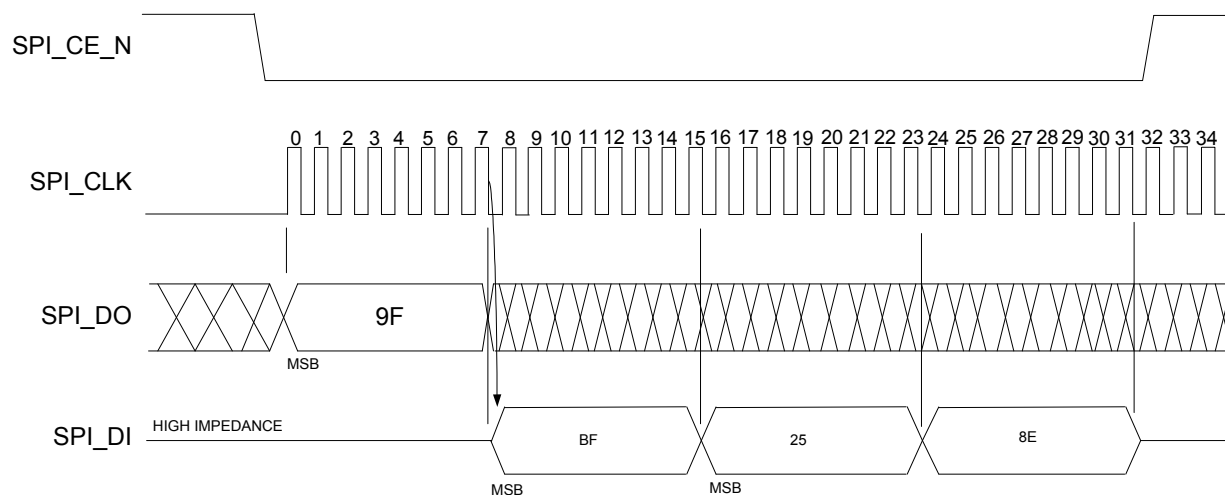 SPI_CE_N
0 1 2 3 4 5 6 7 8 9 10 11 12 13 14 15 16 17 18 19 20 21 22 23 24 25 26 27 28 29 30 31 32 33 34
SPI_CLK
SPI_DO
9F
MSB
SPI_DI
HIGH IMPEDANCE
BF
25
8E
MSB
MSB